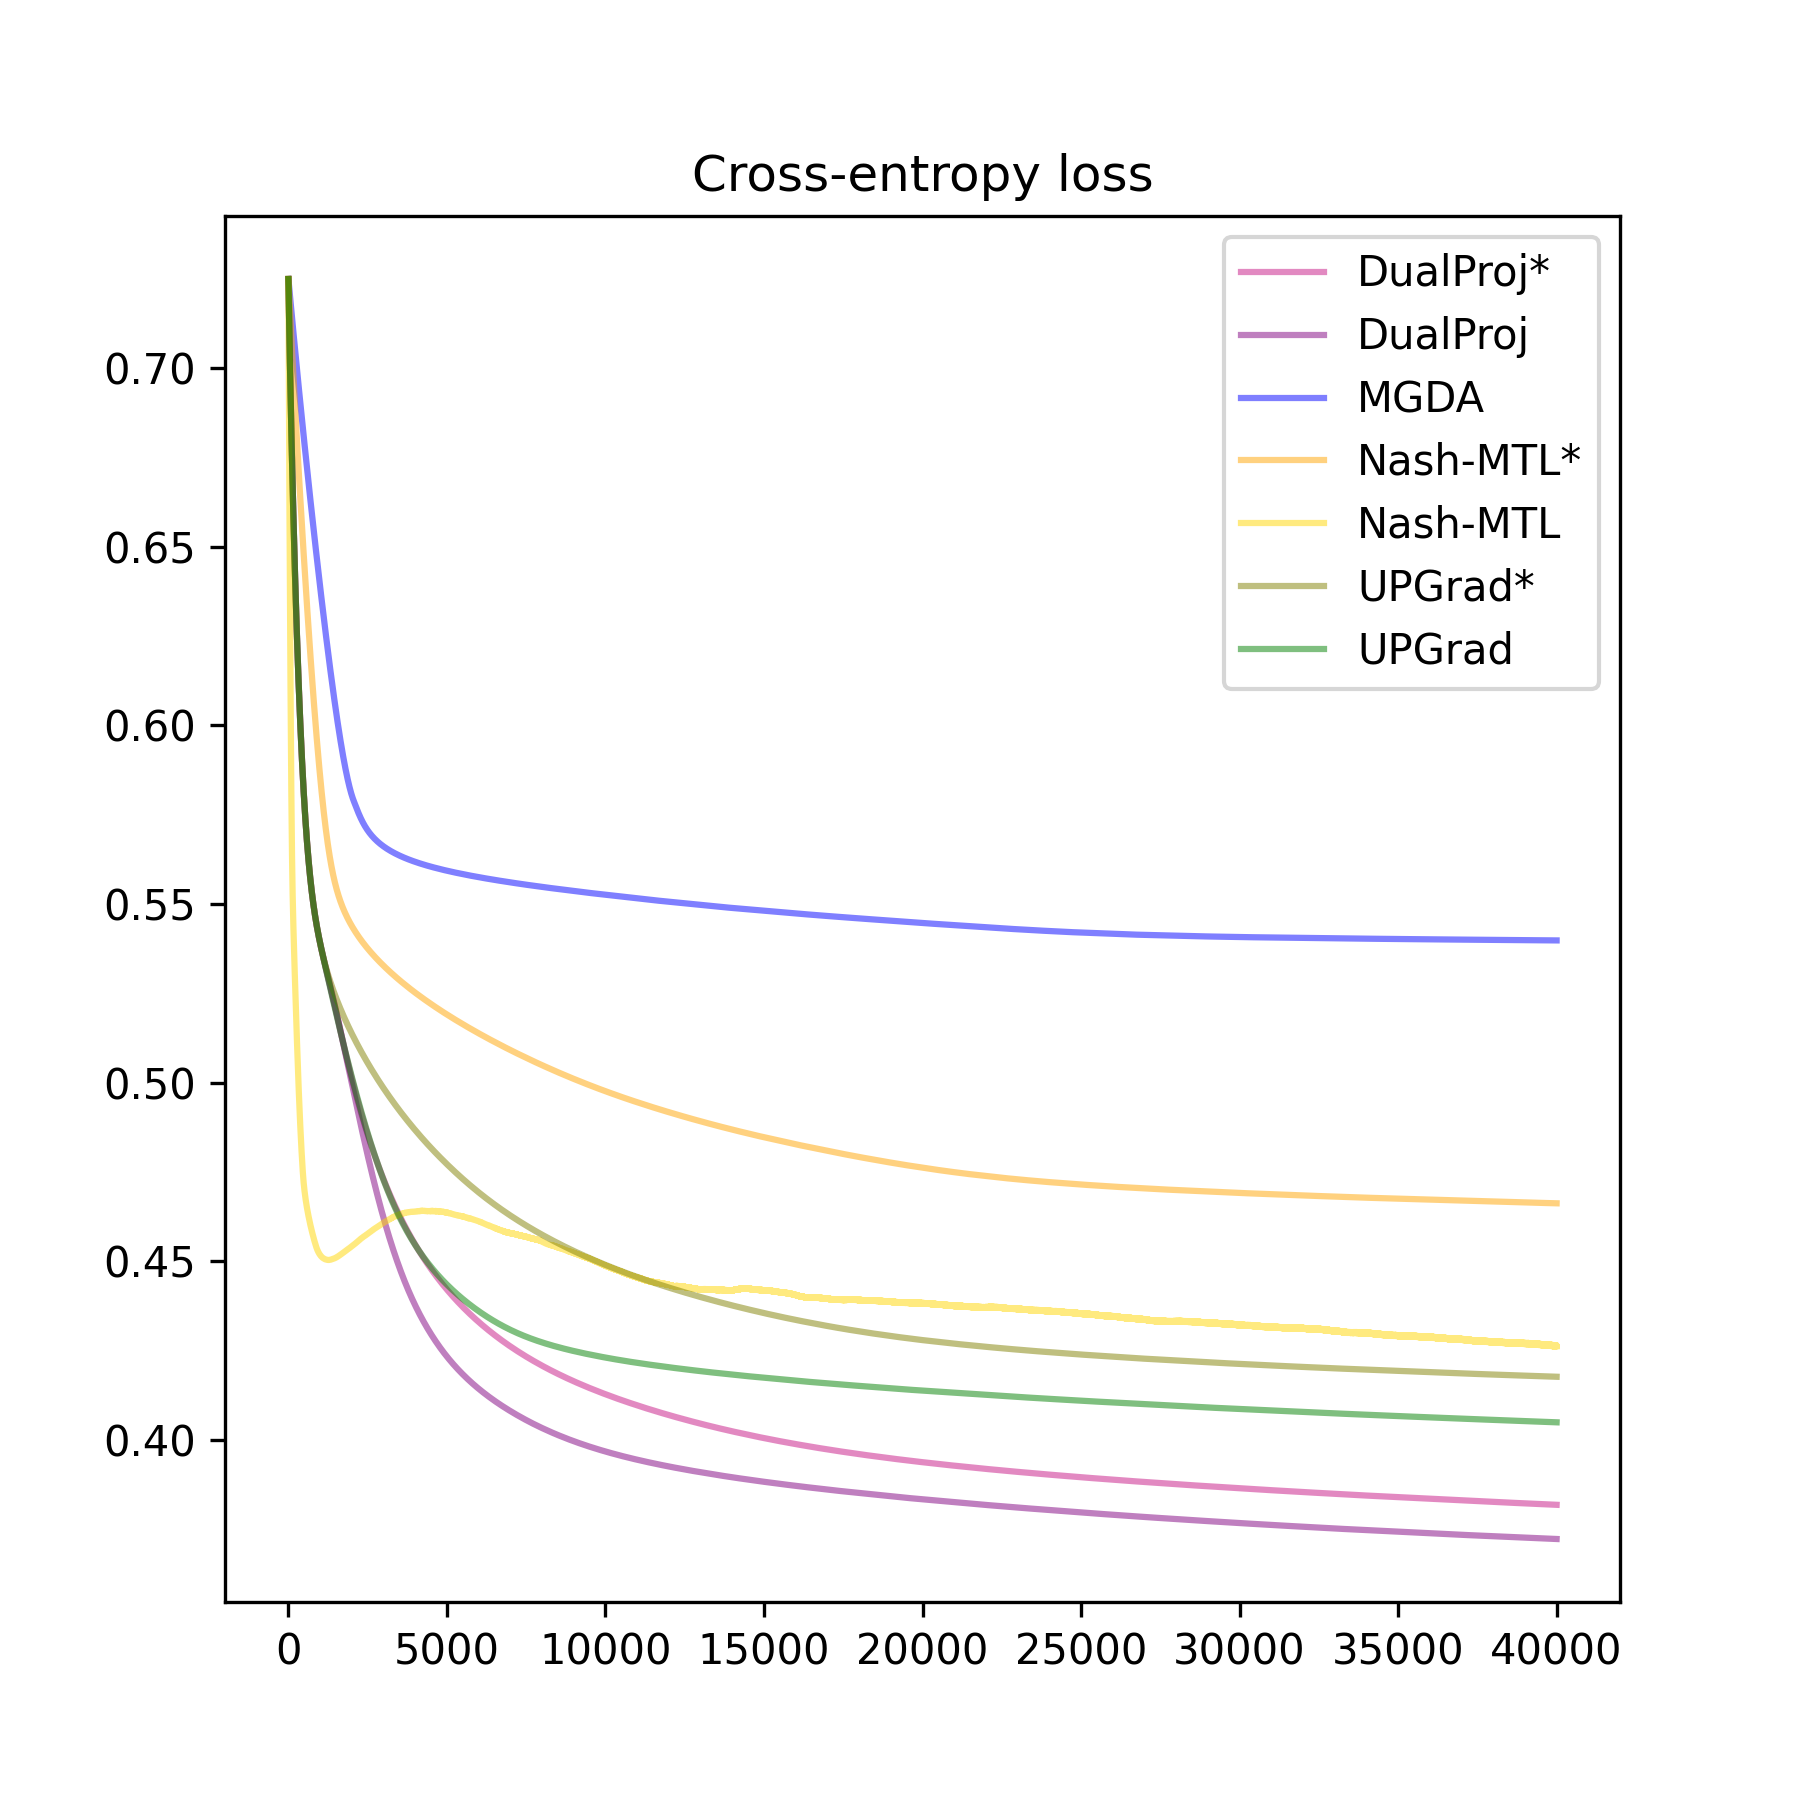 Cross-entropy loss
DualProj*
DualProj
MGDA
Nash-MTL*
Nash-MTL
UPGrad*
UPGrad
0.70
0.65
0.60
0.55
0.50
0.45
0.40
0 5000 10000 15000 20000 25000 30000 35000 40000